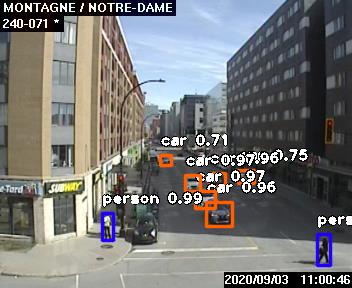 MONTAGNE / NOTRE-DAME
240-071 *
car 0.71
car 0.97
0.96
0.75
car 0.97
car 0.96
person 0.99
pers
e-Tard
SUBWAY
2020/09/03 11:00:46